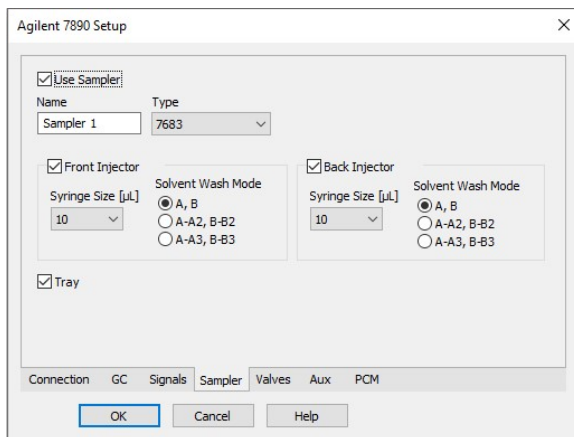 Agilent 7890 Setup
Use Sampler
Name Type
Sampler 1 7683
Front Injector
Syringe Size [µL] Solvent Wash Mode
10 A, B
A-A2, B-B2
A-A3, B-B3
Back Injector
Syringe Size [µL] Solvent Wash Mode
10 A, B
A-A2, B-B2
A-A3, B-B3
Tray
Connection GC Signals Sampler Valves Aux PCM
OK Cancel Help